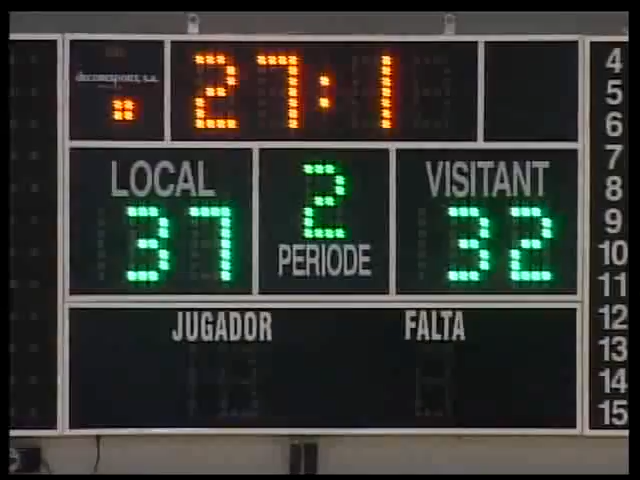 dinamosport, s.a.
27:1
LOCAL
VISITANT
37
2
32
PERIODE
JUGADOR
FALTA
4
5
6
7
8
9
10
11
12
13
14
15